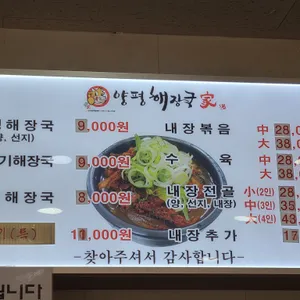 양평해장국家
해장국 9,000원 내장볶음 中 28,
양, 선지) 大 38,
기해장국 9,000원 수육 中 28,
大 38,
해장국 8,000원 내장전골 小(2인) 28,
(양, 선지, 내장) 中(3인)
大(4인) 43
(특) 11,000원 내장추가 17
-찾아주셔서 감사합니다-
니다